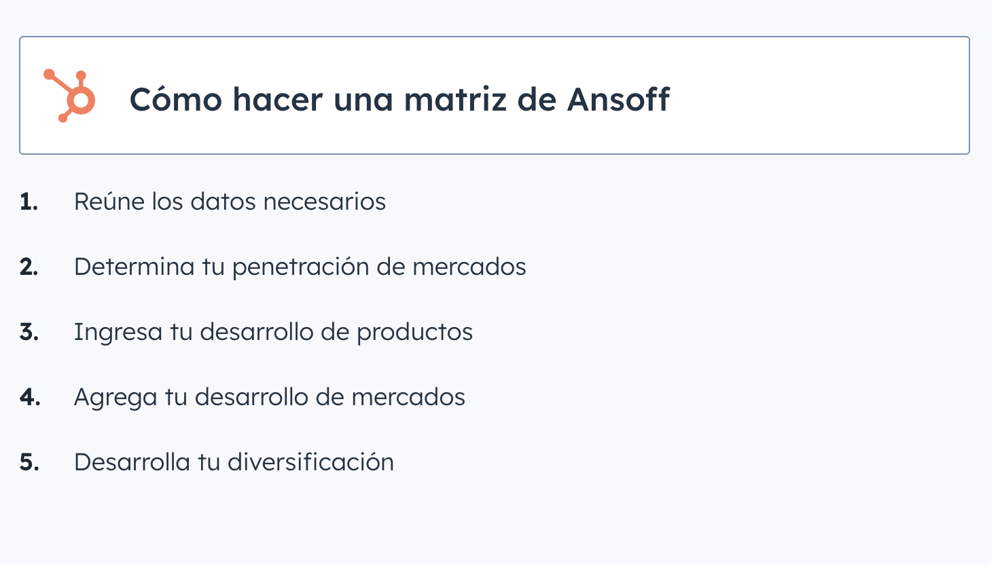 Cómo hacer una matriz de Ansoff
1. Reúne los datos necesarios
2. Determina tu penetración de mercados
3. Ingresa tu desarrollo de productos
4. Agrega tu desarrollo de mercados
5. Desarrolla tu diversificación